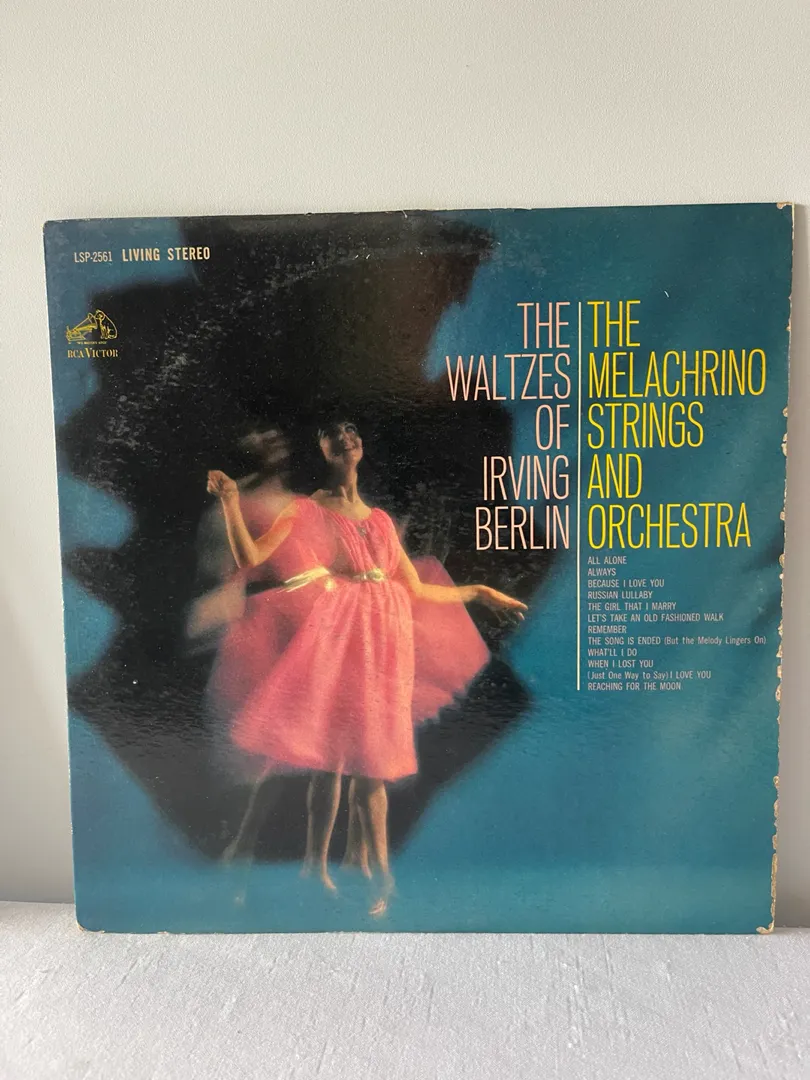 LSP-2561 LIVING STEREO
"HIS MASTER'S VOICE"
RCA VICTOR
THE
WALTZES
OF
IRVING
BERLIN
THE
MELACHRINO
STRINGS
AND
ORCHESTRA
ALL ALONE
ALWAYS
BECAUSE I LOVE YOU
RUSSIAN LULLABY
THE GIRL THAT I MARRY
LET'S TAKE AN OLD FASHIONED WALK
REMEMBER
THE SONG IS ENDED (But the Melody Lingers On)
WHAT'LL I DO
WHEN I LOST YOU
(Just One Way to Say) I LOVE YOU
REACHING FOR THE MOON